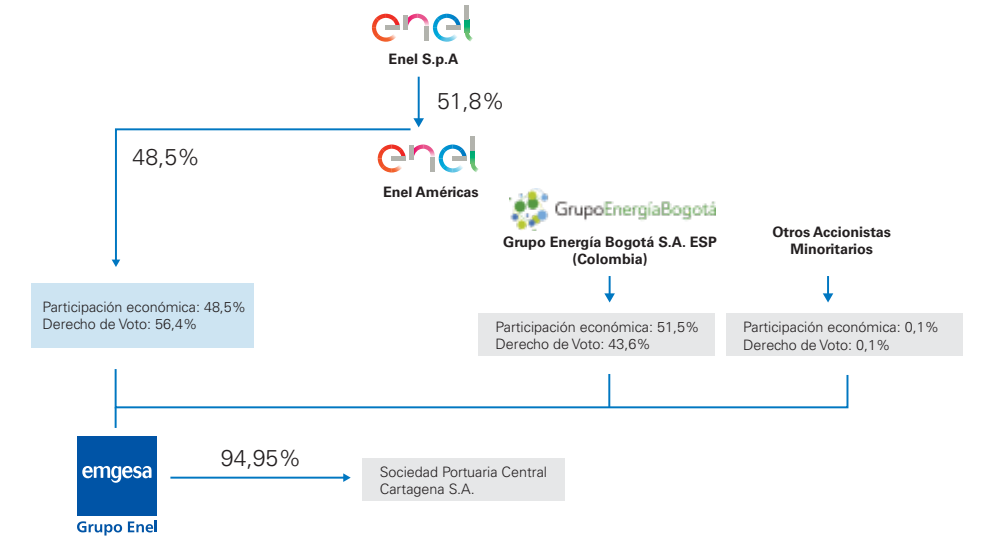 enel
Enel S.p.A
51,8%
48,5%
enel
Enel Américas
GrupoEnergíaBogotá
Grupo Energía Bogotá S.A. ESP
(Colombia)
Otros Accionistas
Minoritarios
Participación económica: 48,5%
Derecho de Voto: 56,4%
Participación económica: 51,5%
Derecho de Voto: 43,6%
Participación económica: 0,1%
Derecho de Voto: 0,1%
emgesa
Grupo Enel
94,95%
Sociedad Portuaria Central
Cartagena S.A.